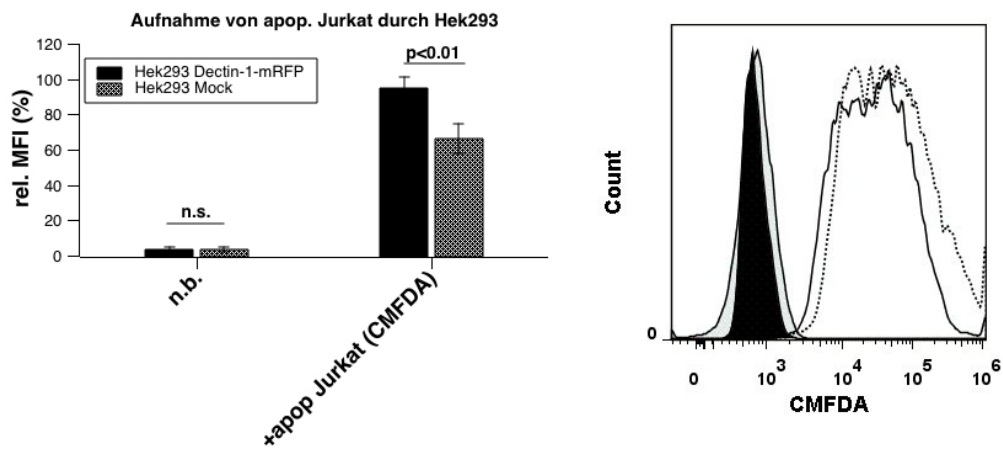 Aufnahme von apop. Jurkat durch Hek293
120
100
80
60
40
20
0
rel. MFI (%)
Hek293 Dectin-1-mRFP
Hek293 Mock
n.s.
p<0.01
n.b.
+apop Jurkat (CMFDA)
Count
0
0 10^3 10^4 10^5 10^6
CMFDA